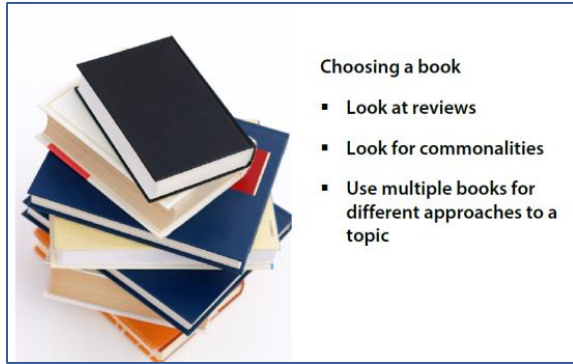 Choosing a book
▪ Look at reviews
▪ Look for commonalities
▪ Use multiple books for
different approaches to a
topic